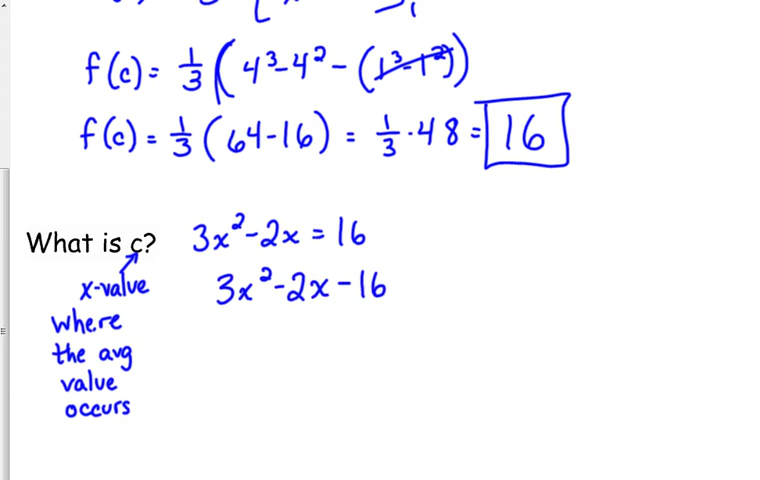 f(c) = 1/3 (4³-4² - (1³-1²))
f(c) = 1/3 (64-16) = 1/3 · 48 = 16
What is c? 3x²-2x = 16
3x²-2x-16
x-value
where
the avg
value
occurs